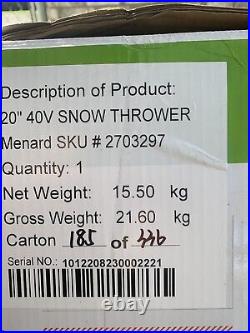 Description of Product:
20" 40V SNOW THROWER
Menard SKU # 2703297
Quantity: 1
Net Weight: 15.50 kg
Gross Weight: 21.60 kg
Carton 185 of 336
Serial NO.: 1012208230002221